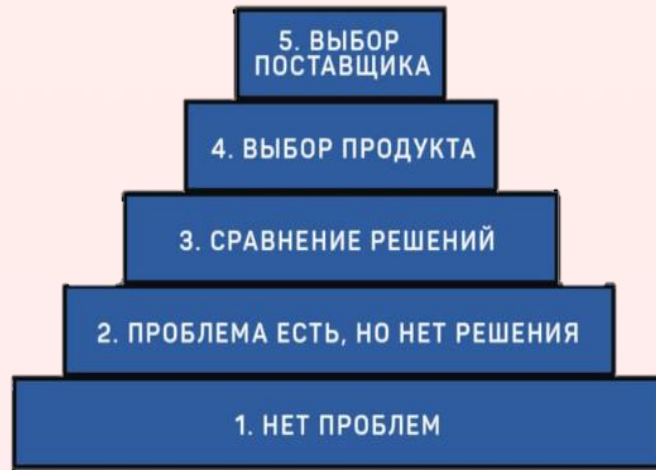 5. ВЫБОР
ПОСТАВЩИКА
4. ВЫБОР ПРОДУКТА
3. СРАВНЕНИЕ РЕШЕНИЙ
2. ПРОБЛЕМА ЕСТЬ, НО НЕТ РЕШЕНИЯ
1. НЕТ ПРОБЛЕМ